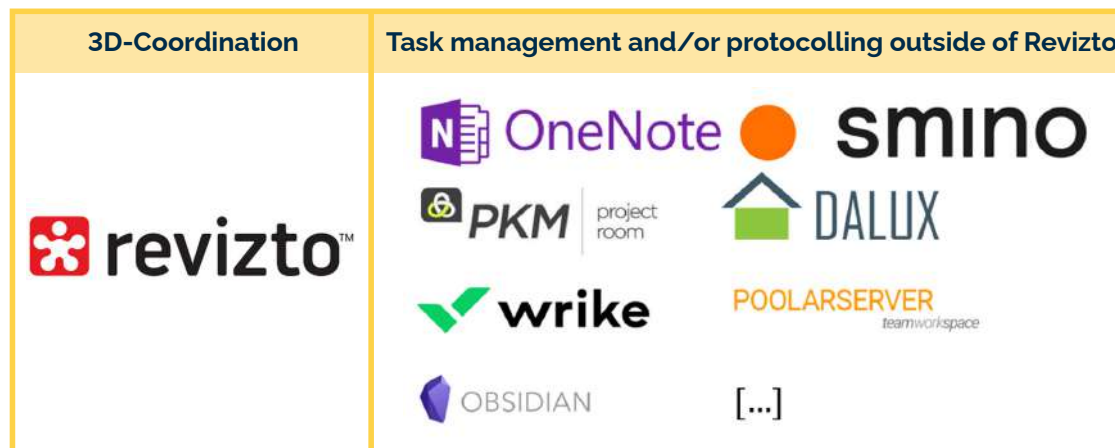 3D-Coordination
Task management and/or protocolling outside of Revizto
revizto™
N OneNote
smino
PKM project room
DALUX
wrike
POOLARSERVER
teamworkspace
OBSIDIAN
[...]